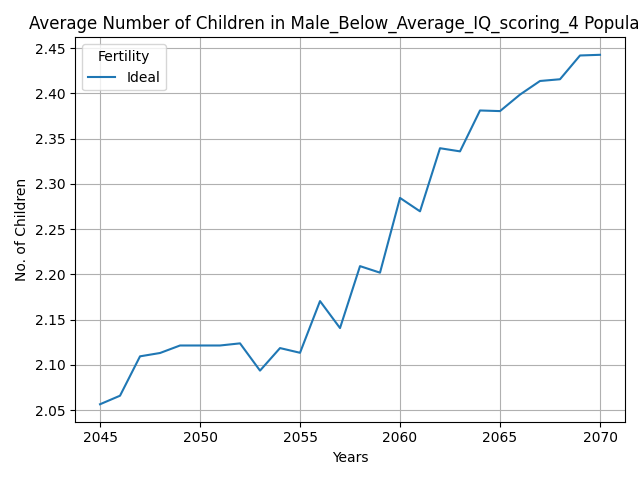 Average Number of Children in Male_Below_Average_IQ_scoring_4 Popula
Fertility
Ideal
2.45
2.40
2.35
2.30
2.25
2.20
2.15
2.10
2.05
No. of Children
2045 2050 2055 2060 2065 2070
Years